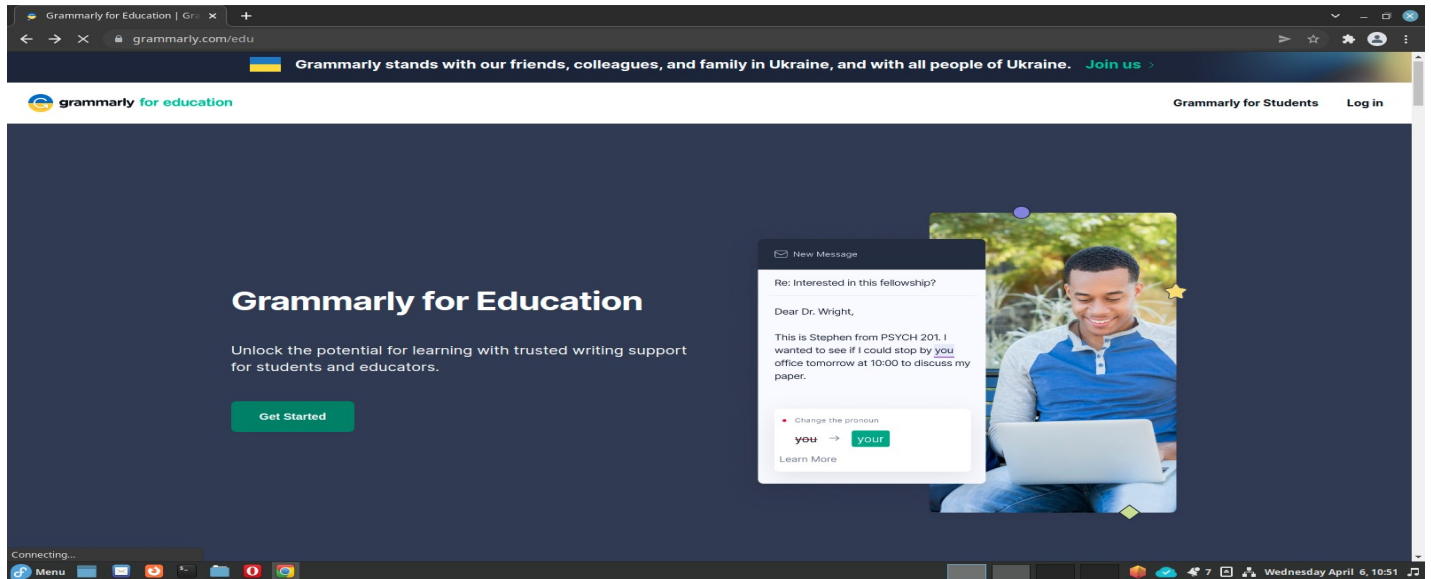 Grammarly for Education | Gra
grammarly.com/edu
Grammarly stands with our friends, colleagues, and family in Ukraine, and with all people of Ukraine. Join us >
grammarly for education
Grammarly for Students
Log in
Grammarly for Education
Unlock the potential for learning with trusted writing support
for students and educators.
Get Started
New Message
Re: Interested in this fellowship?
Dear Dr. Wright,
This is Stephen from PSYCH 201. I
wanted to see if I could stop by you
office tomorrow at 10:00 to discuss my
paper.
Change the pronoun
you → your
Learn More
Connecting...
Menu
7
Wednesday April 6, 10:51